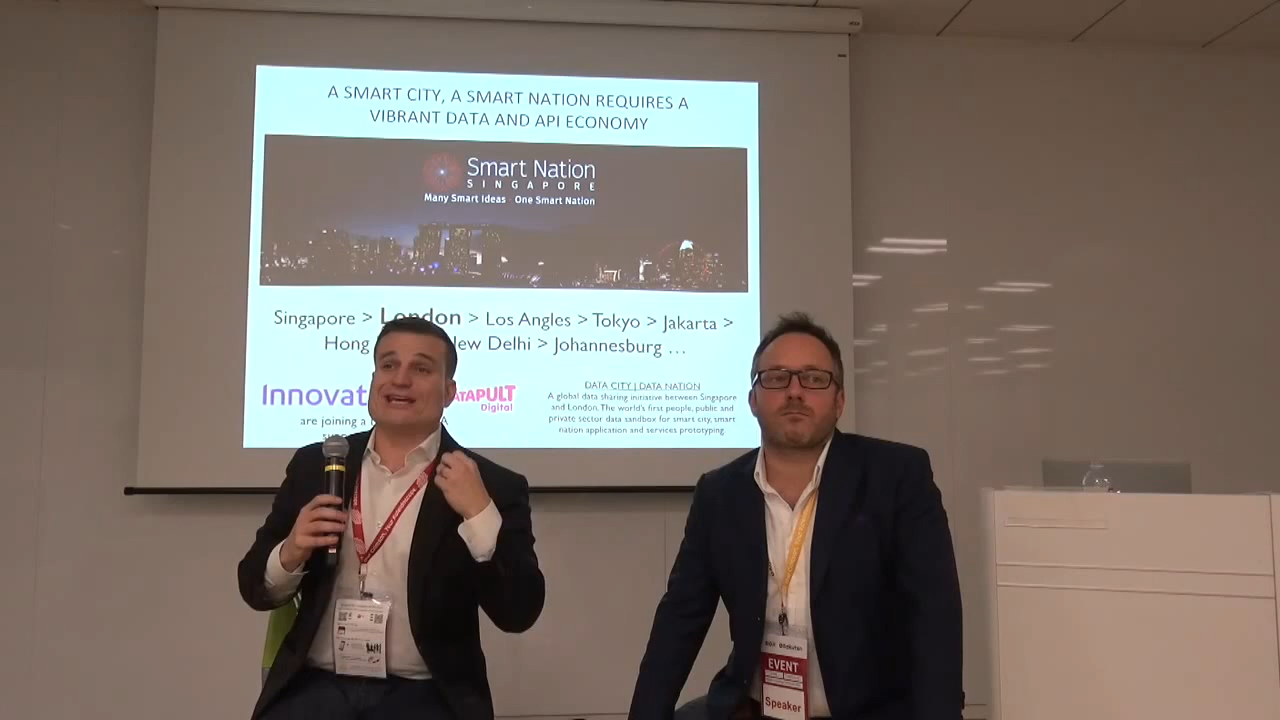 A SMART CITY, A SMART NATION REQUIRES A
VIBRANT DATA AND API ECONOMY
Smart Nation
SINGAPORE
Many Smart Ideas One Smart Nation
Singapore > London > Los Angles > Tokyo > Jakarta >
Hong New Delhi > Johannesburg ...
Innovat
CATAPULT
Digital
are joining a
DATA CITY | DATA NATION
A global data sharing initiative between Singapore
and London. The world's first people, public and
private sector data sandbox for smart city, smart
nation application and services prototyping.
EVENT
Speaker